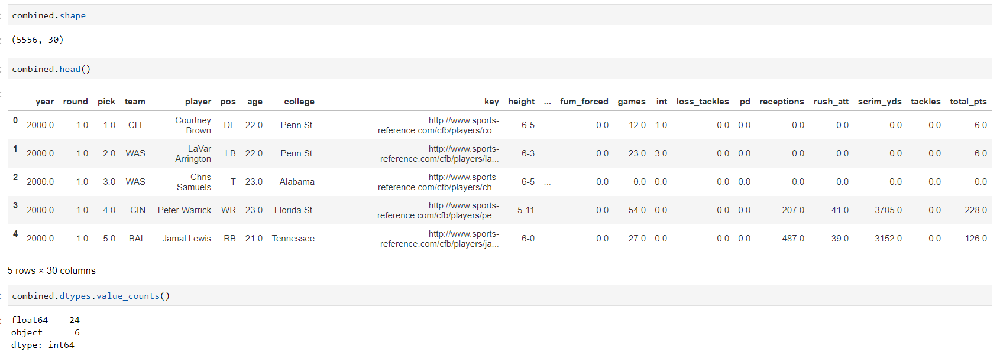 combined.shape
(5556, 30)
combined.head()
year round pick team player pos age college key height ... fum_forced games int loss_tackles pd receptions rush_att scrim_yds tackles total_pts
0 2000.0 1.0 1.0 CLE Courtney Brown DE 22.0 Penn St. http://www.sports-reference.com/cfb/players/co... 6-5 ... 0.0 12.0 1.0 0.0 0.0 0.0 0.0 0.0 0.0 6.0
1 2000.0 1.0 2.0 WAS LaVar Arrington LB 22.0 Penn St. http://www.sports-reference.com/cfb/players/la... 6-3 ... 0.0 23.0 3.0 0.0 0.0 0.0 0.0 0.0 0.0 6.0
2 2000.0 1.0 3.0 WAS Chris Samuels T 23.0 Alabama http://www.sports-reference.com/cfb/players/ch... 6-5 ... 0.0 0.0 0.0 0.0 0.0 0.0 0.0 0.0 0.0 0.0
3 2000.0 1.0 4.0 CIN Peter Warrick WR 23.0 Florida St. http://www.sports-reference.com/cfb/players/pe... 5-11 ... 0.0 54.0 0.0 0.0 0.0 207.0 41.0 3705.0 0.0 228.0
4 2000.0 1.0 5.0 BAL Jamal Lewis RB 21.0 Tennessee http://www.sports-reference.com/cfb/players/ja... 6-0 ... 0.0 27.0 0.0 0.0 0.0 487.0 39.0 3152.0 0.0 126.0
5 rows × 30 columns
combined.dtypes.value_counts()
float64 24
object 6
dtype: int64